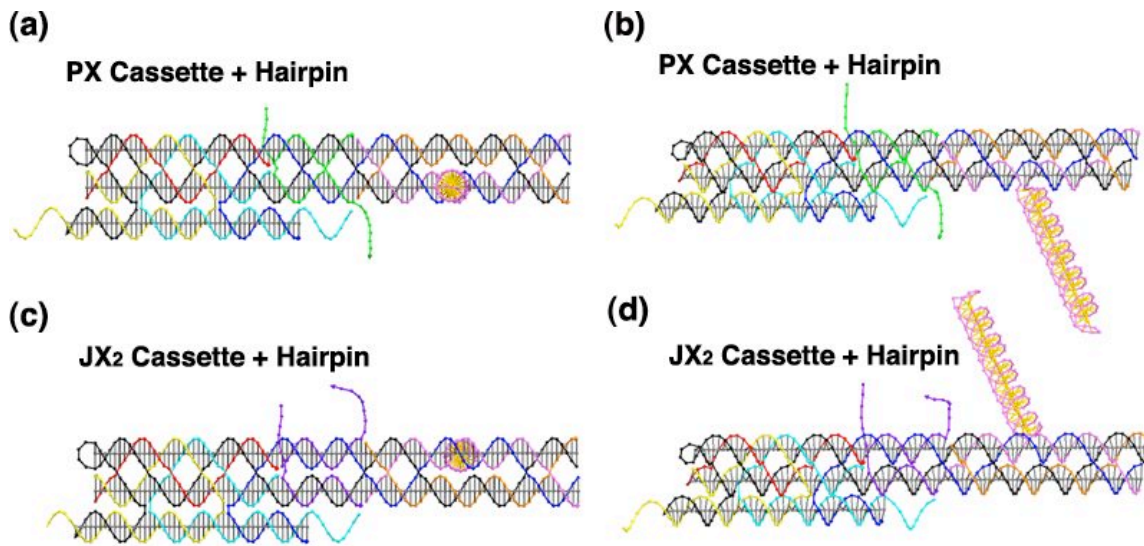 (a)
PX Cassette + Hairpin
(b)
PX Cassette + Hairpin
(c)
JX₂ Cassette + Hairpin
(d)
JX₂ Cassette + Hairpin